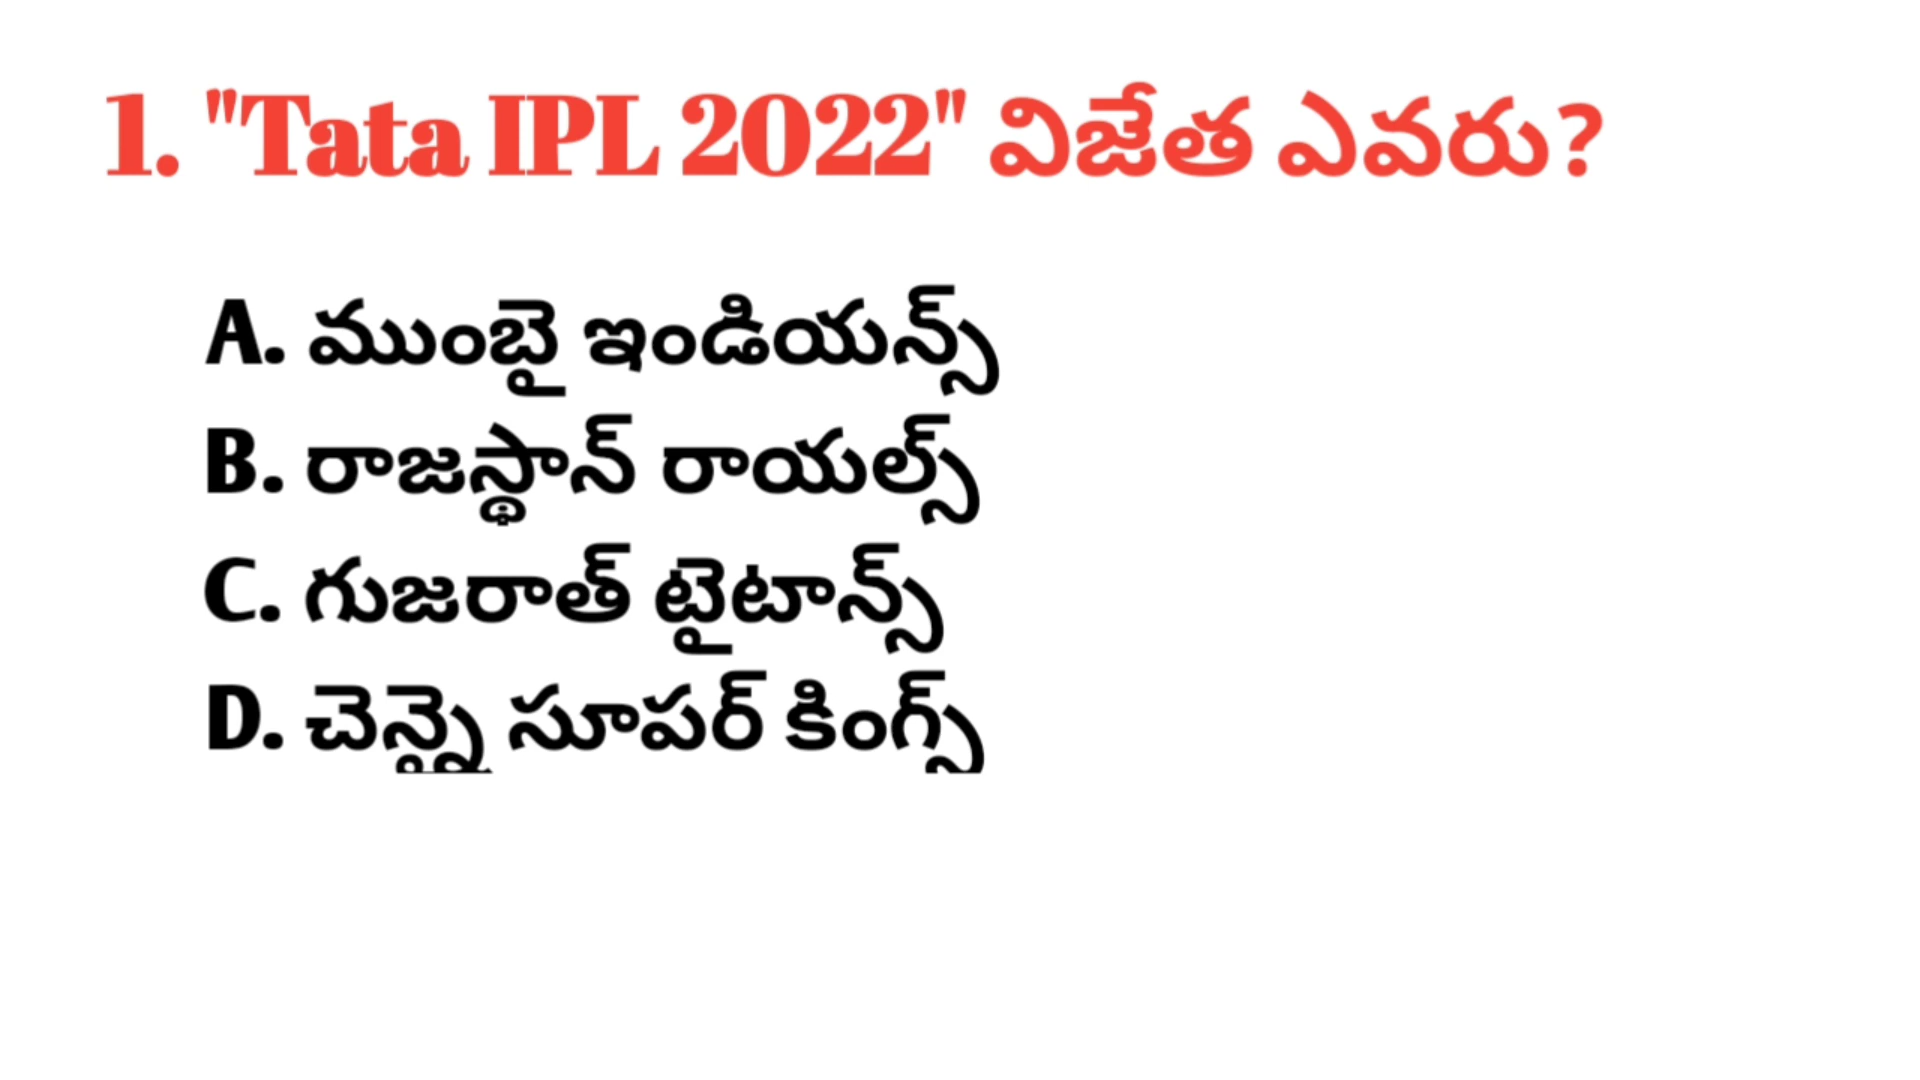 1. "Tata IPL 2022" విజేత ఎవరు?
A. ముంబై ఇండియన్స్
B. రాజస్థాన్ రాయల్స్
C. గుజరాత్ టైటాన్స్
D. చెన్నై సూపర్ కింగ్స్